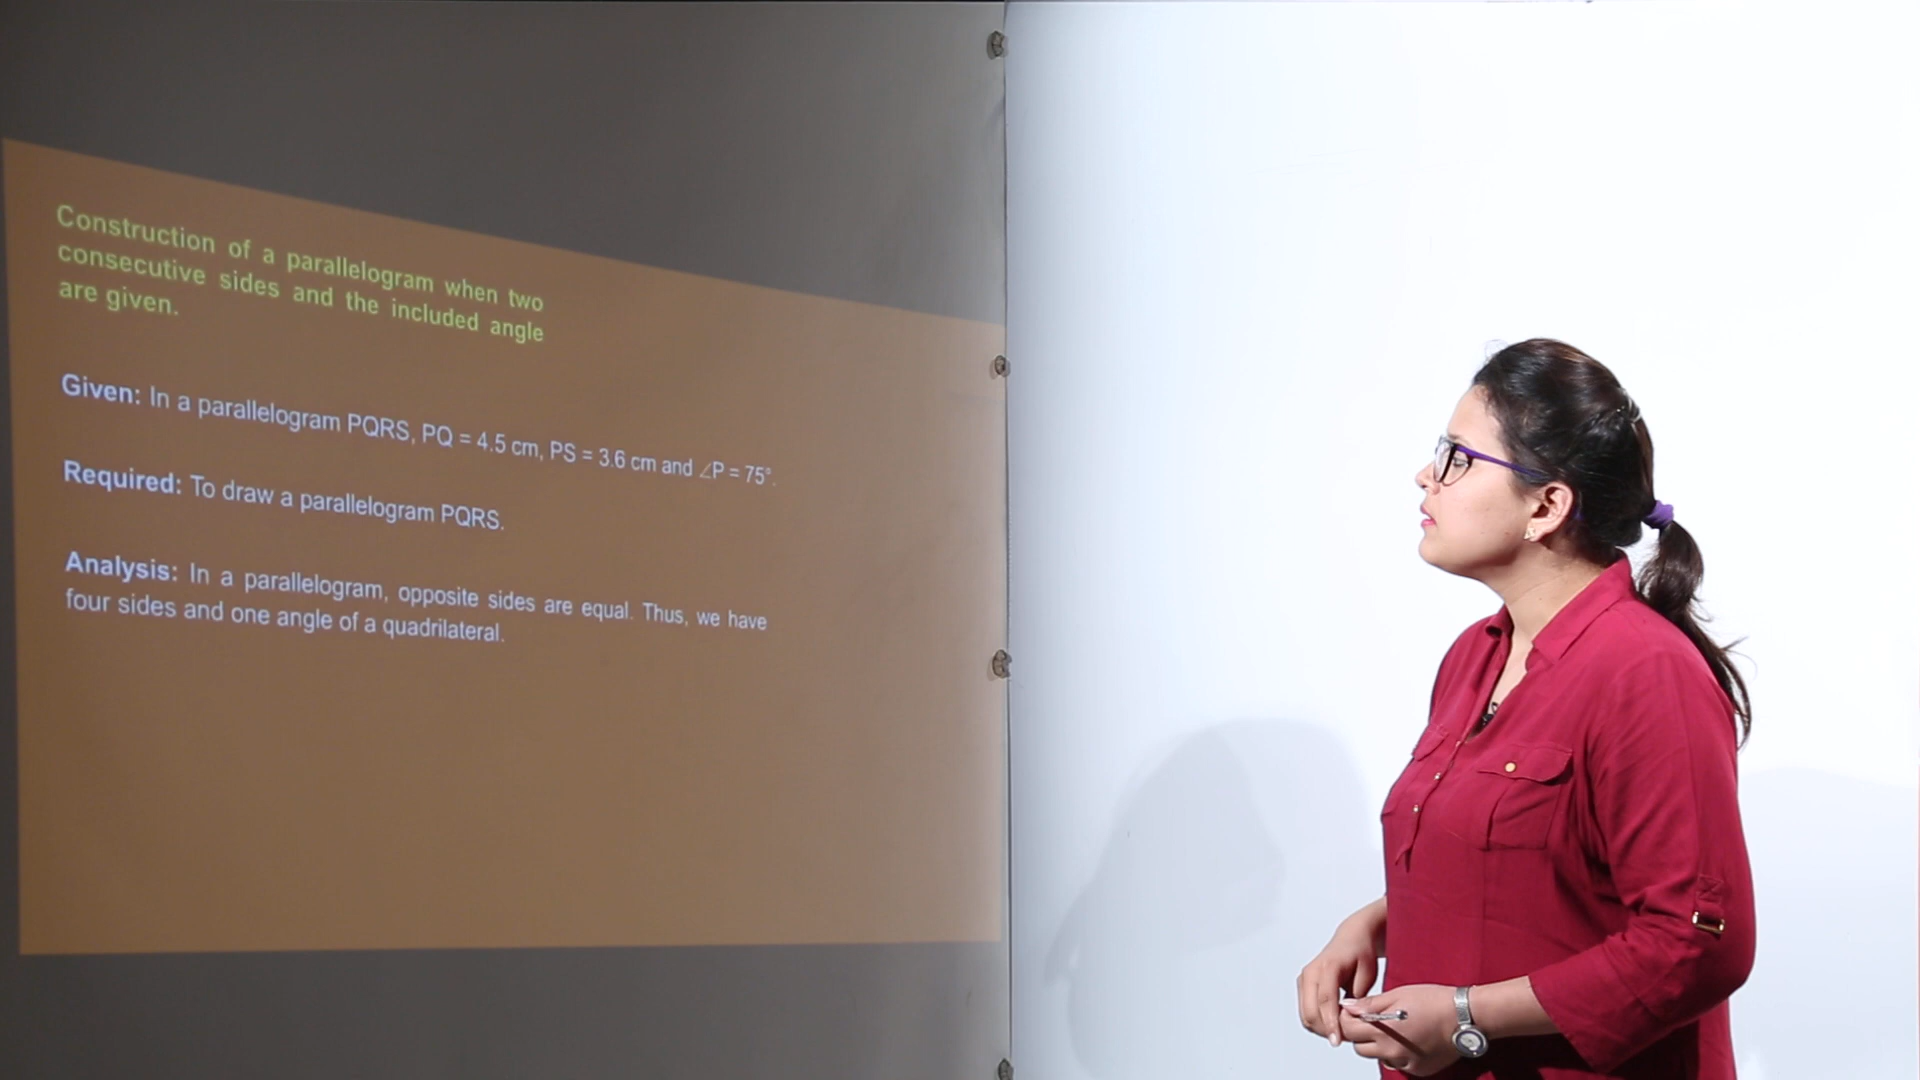 Construction of a parallelogram when two
consecutive sides and the included angle
are given.
Given: In a parallelogram PQRS, PQ = 4.5 cm, PS = 3.6 cm and ∠P = 75°.
Required: To draw a parallelogram PQRS.
Analysis: In a parallelogram, opposite sides are equal. Thus, we have
four sides and one angle of a quadrilateral.